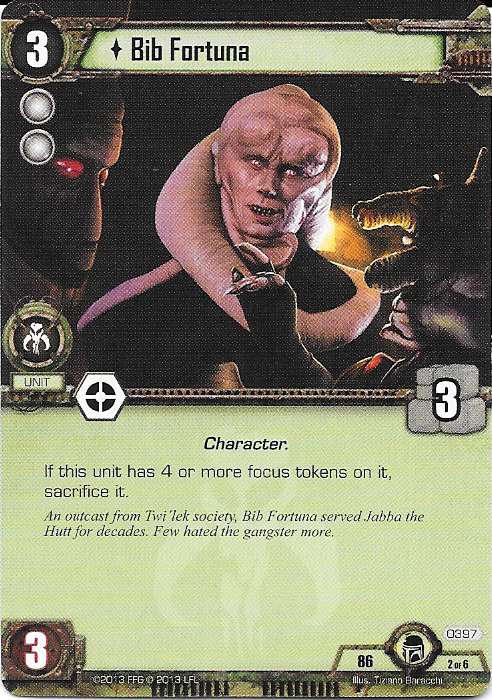 3
Bib Fortuna
UNIT
3
Character.
If this unit has 4 or more focus tokens on it,
sacrifice it.
An outcast from Twi'lek society, Bib Fortuna served Jabba the
Hutt for decades. Few hated the gangster more.
3
0397
86
2 OF 6
©2013 FFG © 2013 LFL
Illus. Tiziano Baracchi